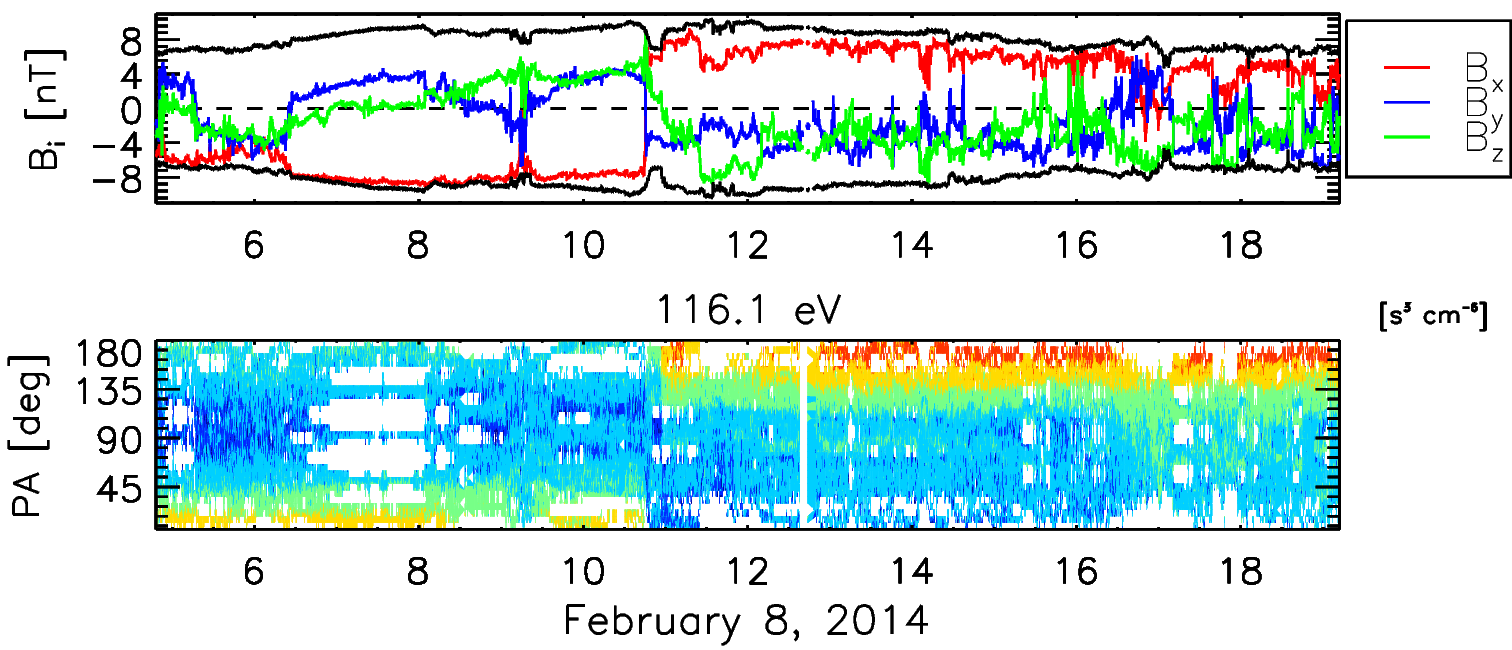 B_i [nT]
8
4
0
−4
−8
B_x
B_y
B_z
6 8 10 12 14 16 18
116.1 eV
[s³ cm⁻⁶]
PA [deg]
180
135
90
45
6 8 10 12 14 16 18
February 8, 2014